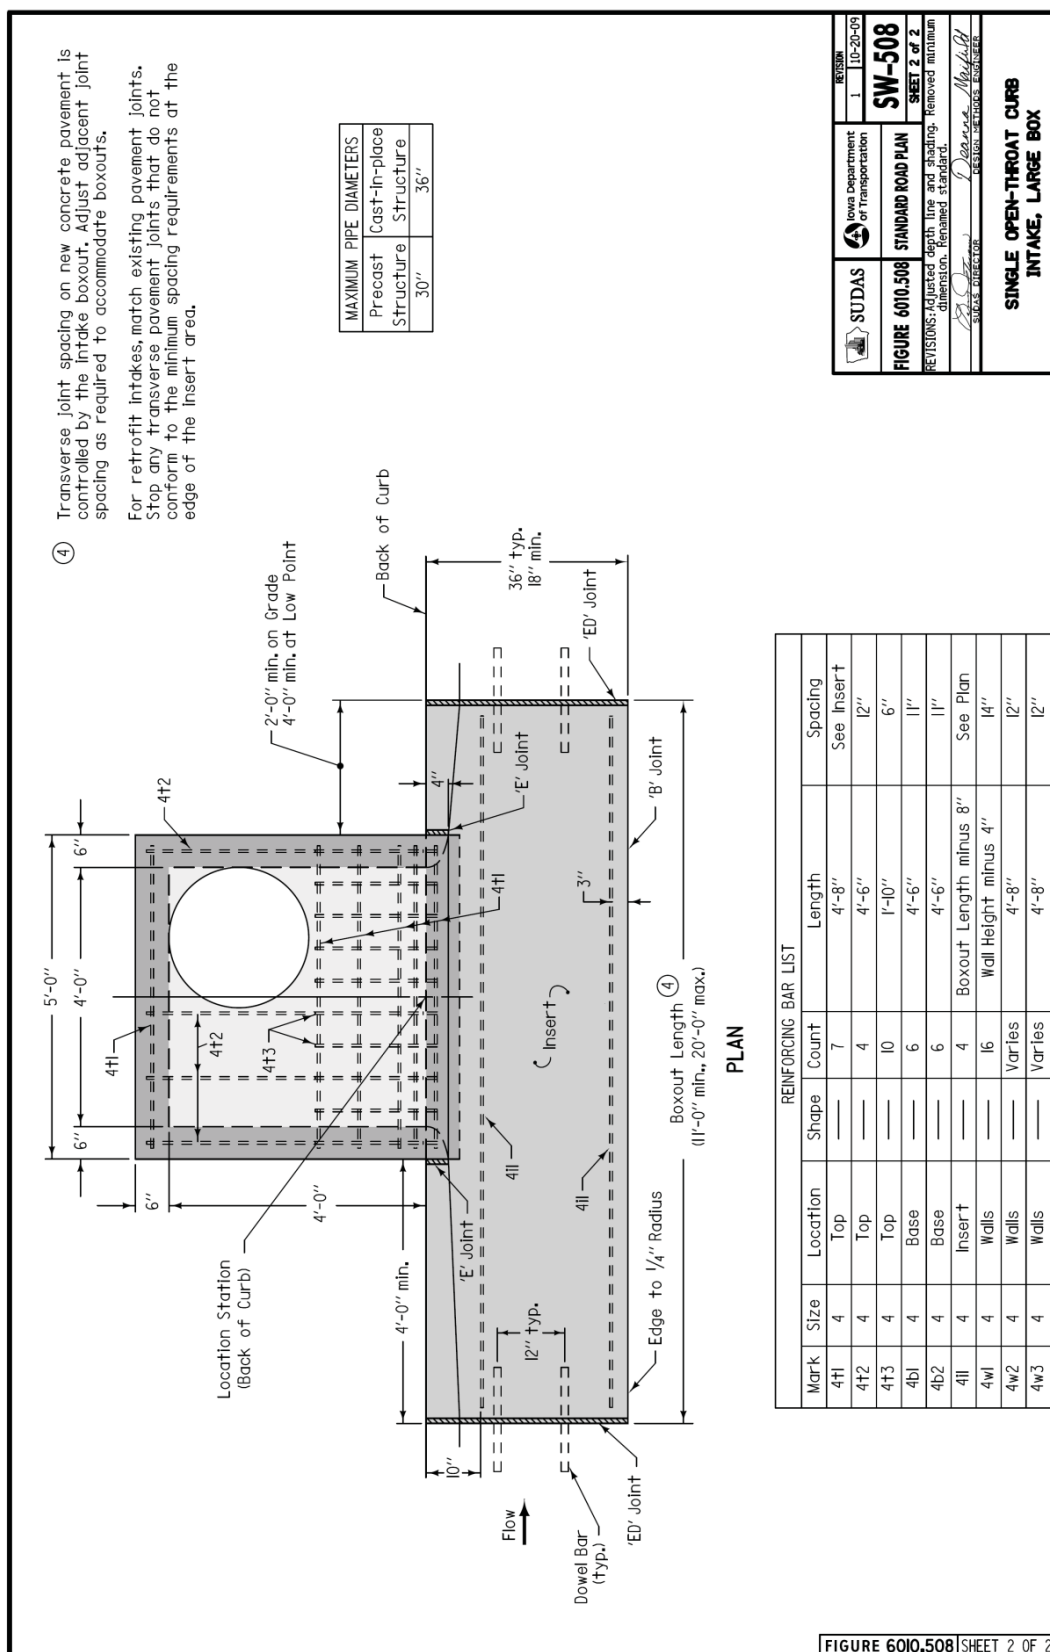 ④ Transverse joint spacing on new concrete pavement is
controlled by the intake boxout. Adjust adjacent joint
spacing as required to accommodate boxouts.
For retrofit intakes, match existing pavement joints.
Stop any transverse pavement joints that do not
conform to the minimum spacing requirements at the
edge of the insert area.
MAXIMUM PIPE DIAMETERS
Precast Structure Cast-in-place Structure
30'' 36''
5'-0''
6'' 4'-0'' 6''
4t1
4t2
4t2
4t3
4t1
6''
4'-0''
2'-0'' min. on Grade
4'-0'' min. at Low Point
Location Station
(Back of Curb)
Back of Curb
4'-0'' min.
4''
'E' Joint
'E' Joint
36'' typ.
18'' min.
10''
12'' typ.
4i1
4i1
3''
Insert
Flow
Dowel Bar
(typ.)
'ED' Joint
'ED' Joint
Edge to 1/4'' Radius
'B' Joint
Boxout Length ④
(11'-0'' min., 20'-0'' max.)
PLAN
REINFORCING BAR LIST
Mark Size Location Shape Count Length Spacing
4t1 4 Top —— 7 4'-8'' See Insert
4t2 4 Top —— 4 4'-6'' 12''
4t3 4 Top —— 10 1'-10'' 6''
4b1 4 Base —— 6 4'-6'' 11''
4b2 4 Base —— 6 4'-6'' 11''
4i1 4 Insert —— 4 Boxout Length minus 8'' See Plan
4w1 4 Walls —— 16 Wall Height minus 4'' 14''
4w2 4 Walls —— Varies 4'-8'' 12''
4w3 4 Walls —— Varies 4'-8'' 12''
SUDAS
Iowa Department
of Transportation
REVISION
1 10-20-09
FIGURE 6010.508 STANDARD ROAD PLAN
SW-508
SHEET 2 of 2
REVISIONS: Adjusted depth line and shading. Removed minimum
dimension. Renamed standard.
Deanna Maifield
SUDAS DIRECTOR DESIGN METHODS ENGINEER
SINGLE OPEN-THROAT CURB
INTAKE, LARGE BOX
FIGURE 6010.508 SHEET 2 OF 2